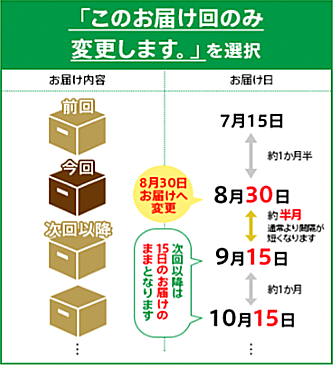 「このお届け回のみ
変更します。」を選択
お届け内容
お届け日
前回
7月15日
約1か月半
今回
8月30日
お届けへ
変更
8月30日
約半月
通常より間隔が
短くなります
次回以降
次回以降は
15日のお届けの
ままとなります
9月15日
約1か月
10月15日
⋮
⋮